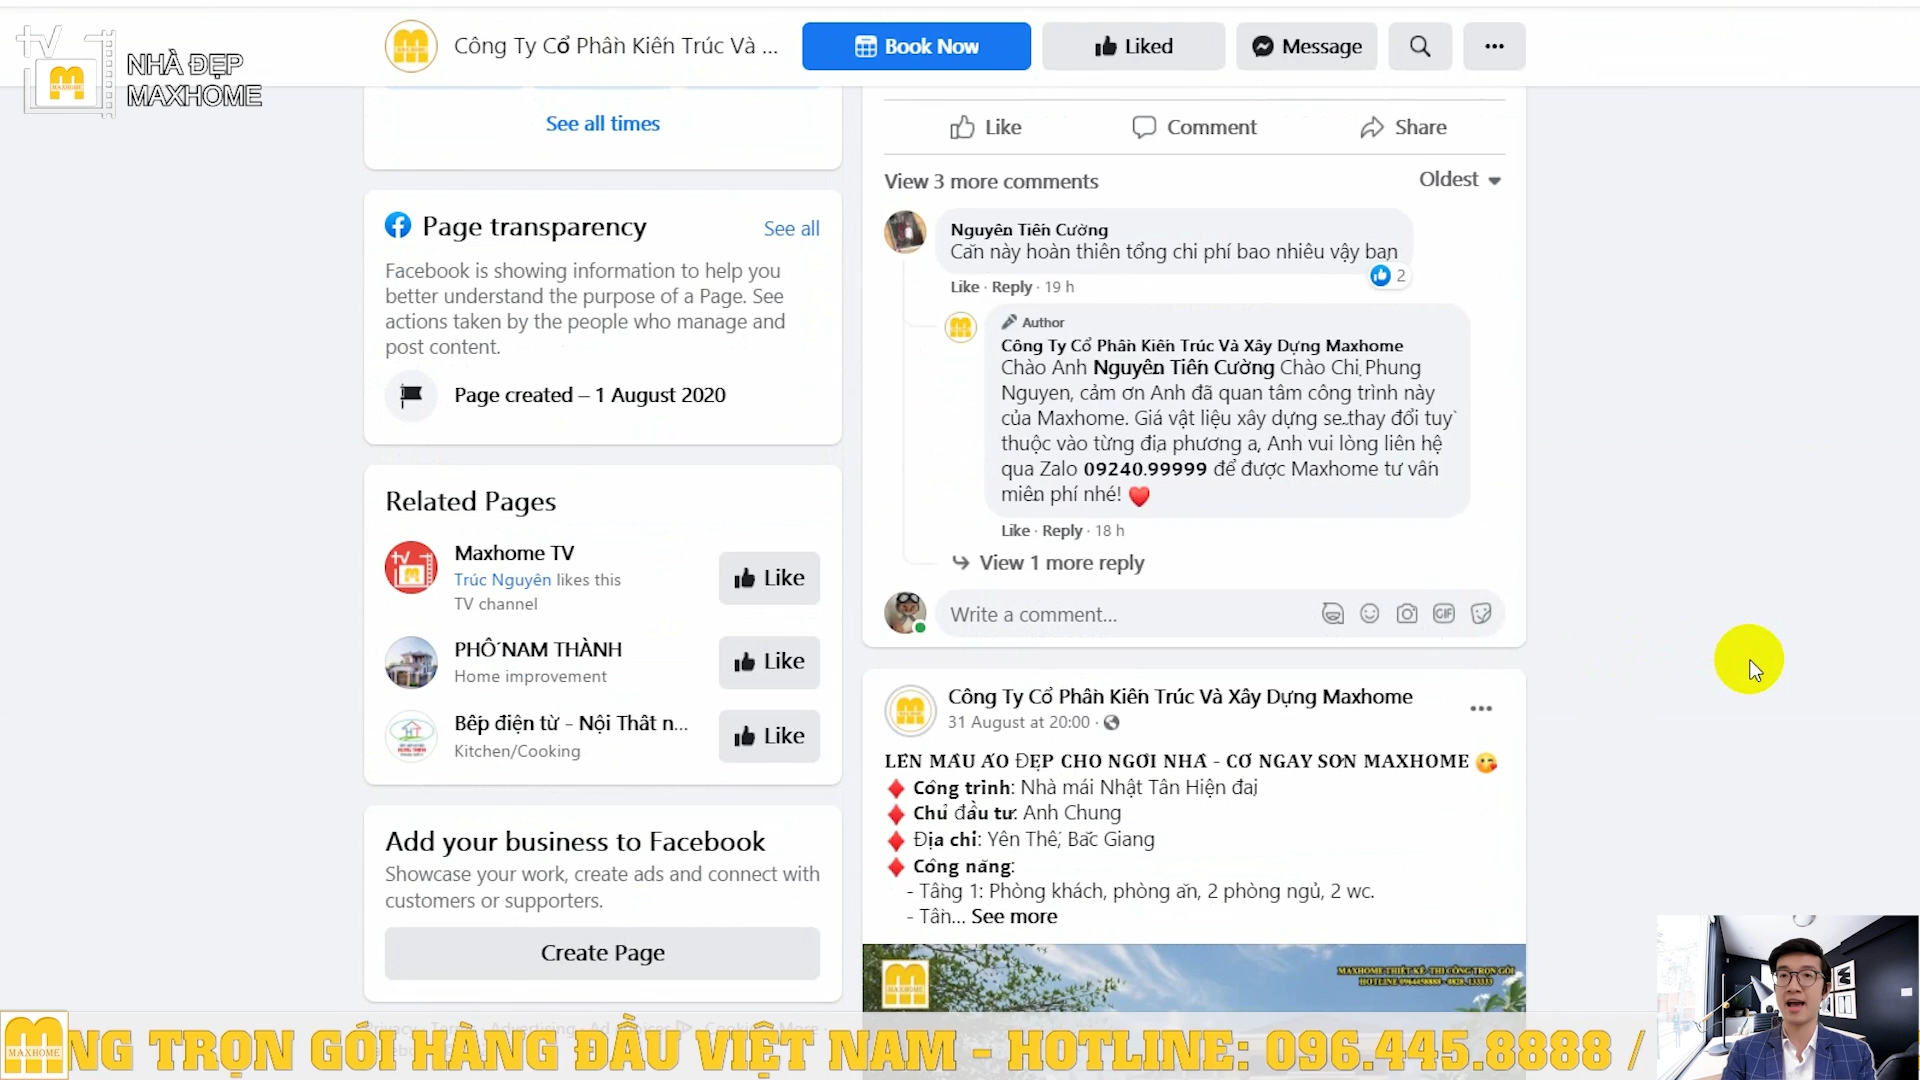 tv
NHÀ ĐẸP
MAXHOME
Công Ty Cổ Phần Kiến Trúc Và ...
Book Now
Liked
Message
See all times
Page transparency
See all
Facebook is showing information to help you
better understand the purpose of a Page. See
actions taken by the people who manage and
post content.
Page created – 1 August 2020
Related Pages
Maxhome TV
Trúc Nguyên likes this
TV channel
Like
PHỐ NAM THÀNH
Home improvement
Like
Bếp điện từ - Nội Thất n...
Kitchen/Cooking
Like
Add your business to Facebook
Showcase your work, create ads and connect with
customers or supporters.
Create Page
Like
Comment
Share
View 3 more comments
Oldest
Nguyễn Tiến Cường
Căn này hoàn thiện tổng chi phí bao nhiêu vậy bạn
2
Like · Reply · 19 h
Author
Công Ty Cổ Phần Kiến Trúc Và Xây Dựng Maxhome
Chào Anh Nguyễn Tiến Cường Chào Chị Phung
Nguyen, cảm ơn Anh đã quan tâm công trình này
của Maxhome. Giá vật liệu xây dựng sẽ thay đổi tuỳ
thuộc vào từng địa phương ạ, Anh vui lòng liên hệ
qua Zalo 09240.99999 để được Maxhome tư vấn
miễn phí nhé! ❤️
Like · Reply · 18 h
View 1 more reply
Write a comment...
GIF
Công Ty Cổ Phần Kiến Trúc Và Xây Dựng Maxhome
31 August at 20:00 ·
LÊN MẪU ÁO ĐẸP CHO NGÔI NHÀ - CÓ NGAY SƠN MAXHOME 😋
♦️ Công trình: Nhà mái Nhật Tân Hiện đại
♦️ Chủ đầu tư: Anh Chung
♦️ Địa chỉ: Yên Thế, Bắc Giang
♦️ Công năng:
- Tầng 1: Phòng khách, phòng ăn, 2 phòng ngủ, 2 wc.
- Tần... See more
MAXHOME
MAXHOME THIẾT KẾ, THI CÔNG TRỌN GÓI
MAXHOME
NG TRỌN GÓI HÀNG ĐẦU VIỆT NAM - HOTLINE: 096.445.8888 /